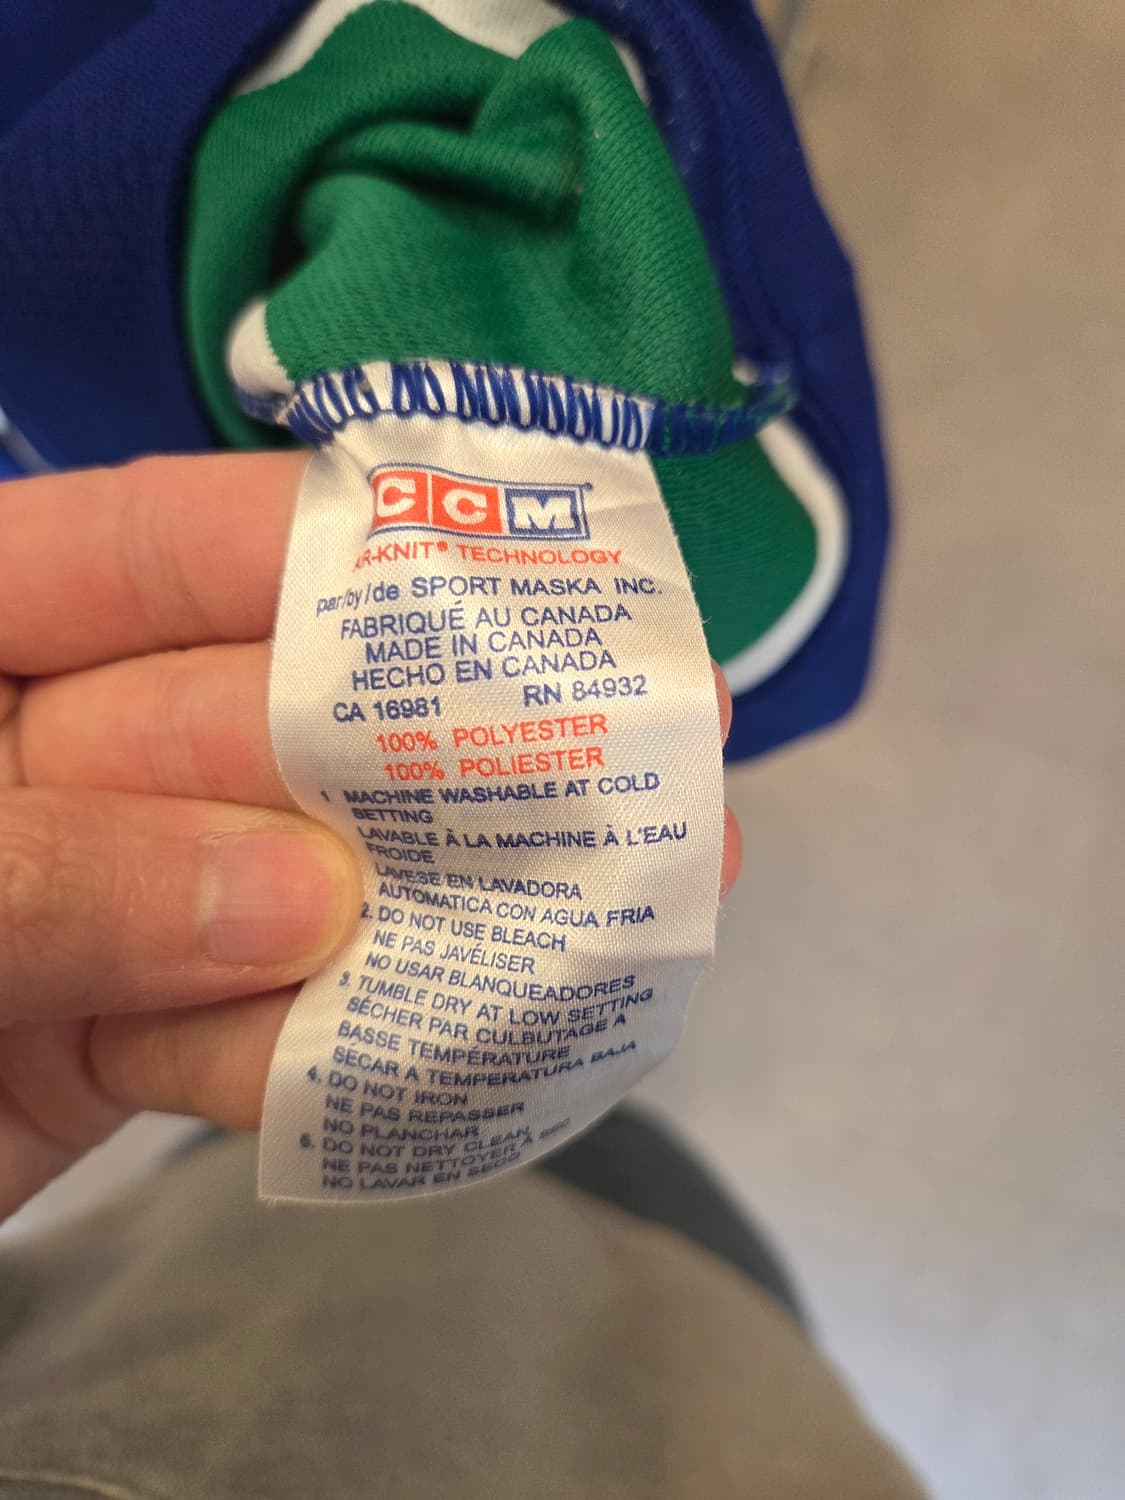 CCM
AIR-KNIT® TECHNOLOGY
par/by/de SPORT MASKA INC.
FABRIQUÉ AU CANADA
MADE IN CANADA
HECHO EN CANADA
CA 16981 RN 84932
100% POLYESTER
100% POLIESTER
1 MACHINE WASHABLE AT COLD
SETTING
LAVABLE À LA MACHINE À L'EAU
FROIDE
LAVESE EN LAVADORA
AUTOMATICA CON AGUA FRIA
2. DO NOT USE BLEACH
NE PAS JAVÉLISER
NO USAR BLANQUEADORES
3. TUMBLE DRY AT LOW SETTING
SÉCHER PAR CULBUTAGE A
BASSE TEMPÉRATURE
SECAR A TEMPERATURA BAJA
4. DO NOT IRON
NE PAS REPASSER
NO PLANCHAR
5. DO NOT DRY CLEAN
NE PAS NETTOYER A SEC
NO LAVAR EN SECO